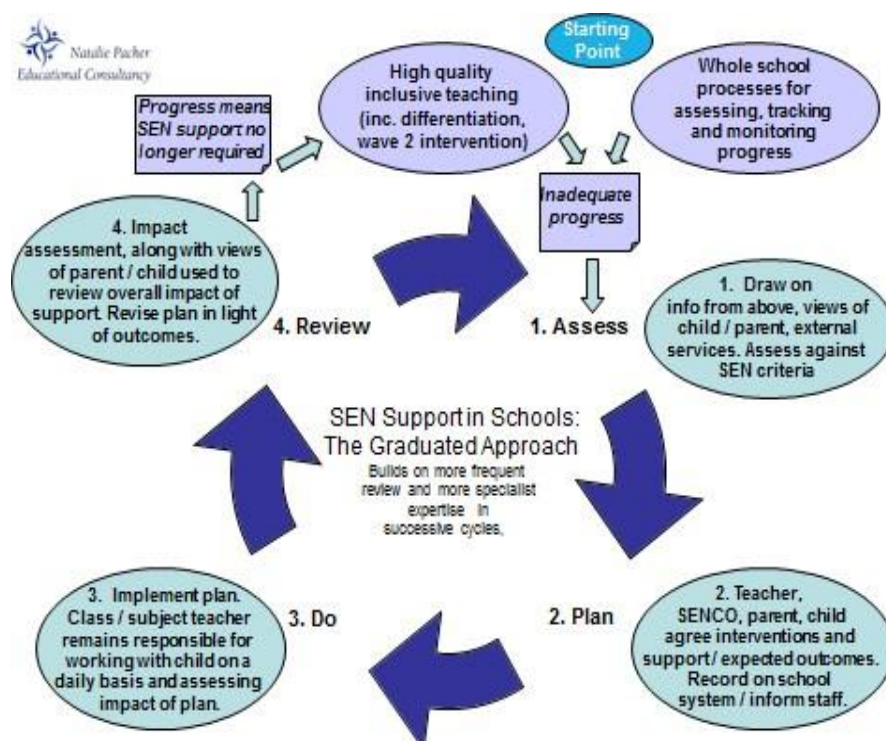 Natalie Packer
Educational Consultancy
Starting
Point
High quality
inclusive teaching
(inc. differentiation,
wave 2 intervention)
Whole school
processes for
assessing, tracking
and monitoring
progress
Progress means
SEN support no
longer required
Inadequate
progress
4. Impact
assessment, along with views
of parent / child used to
review overall impact of
support. Revise plan in light
of outcomes.
4. Review
1. Assess
1. Draw on
info from above, views of
child / parent, external
services. Assess against
SEN criteria
SEN Support in Schools:
The Graduated Approach
Builds on more frequent
review and more specialist
expertise in
successive cycles,
3. Implement plan.
Class / subject teacher
remains responsible for
working with child on a
daily basis and assessing
impact of plan.
3. Do
2. Plan
2. Teacher,
SENCO, parent, child
agree interventions and
support / expected outcomes.
Record on school
system / inform staff.